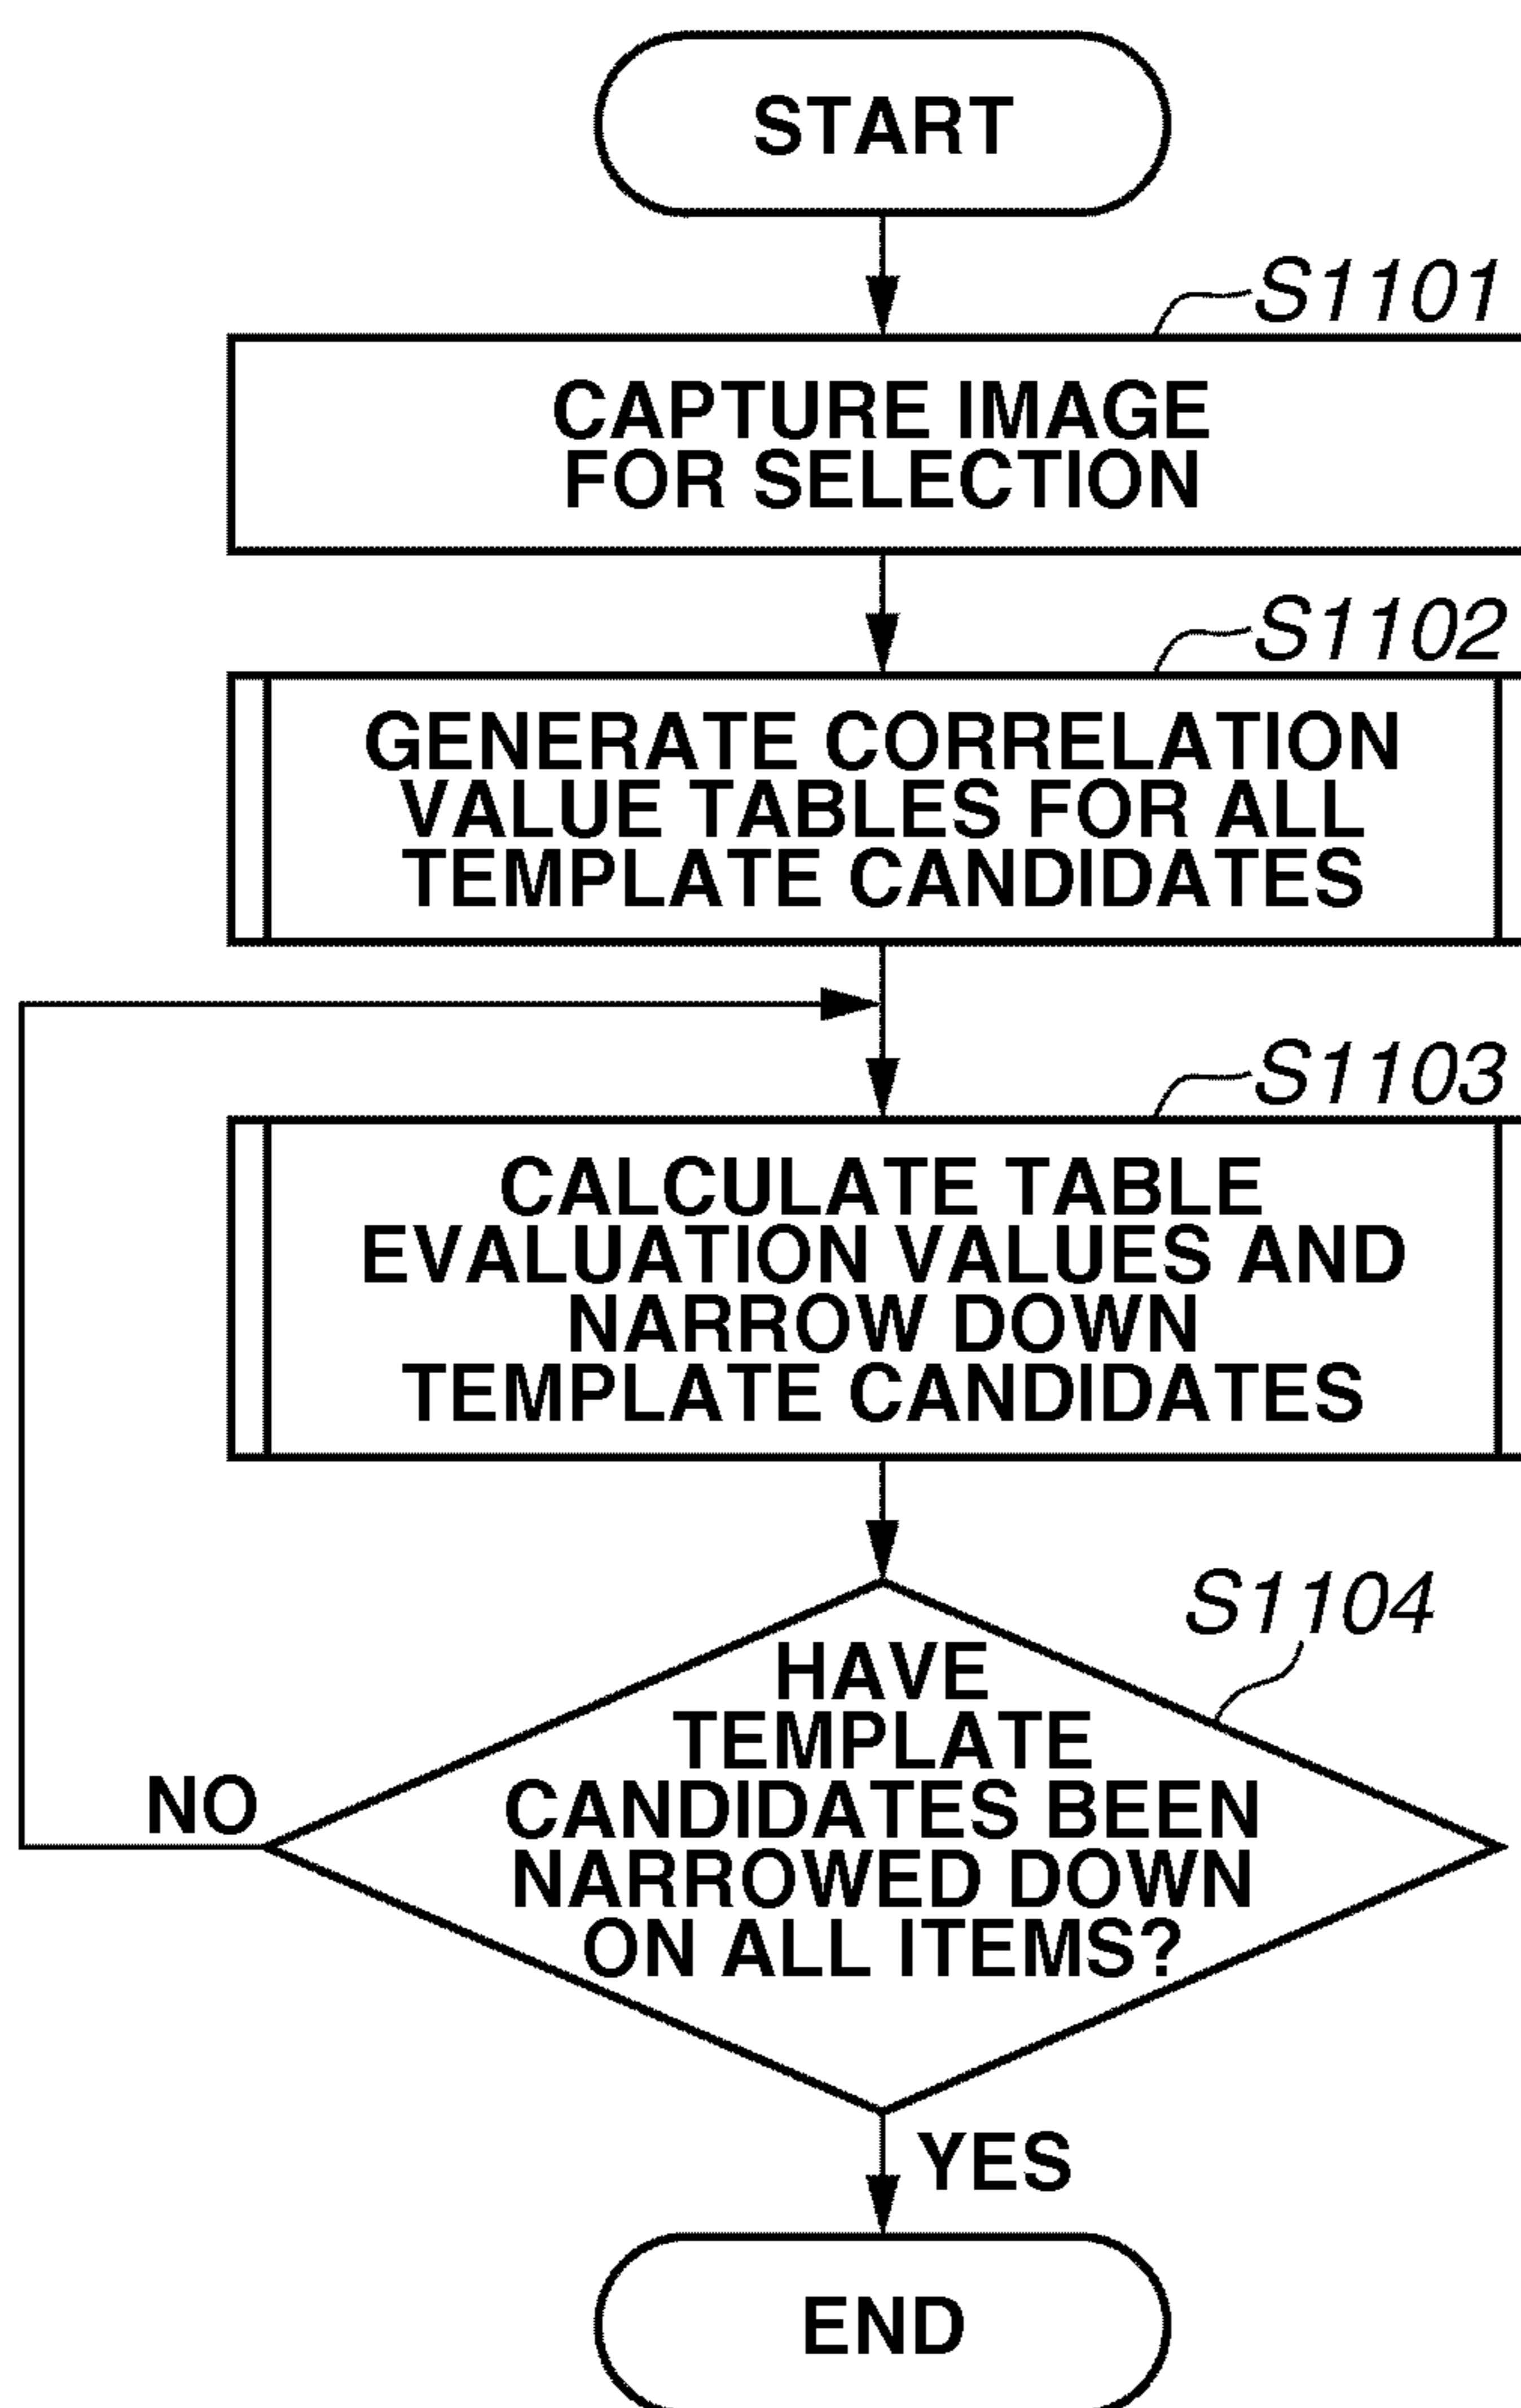 START
S1101
CAPTURE IMAGE
FOR SELECTION
S1102
GENERATE CORRELATION
VALUE TABLES FOR ALL
TEMPLATE CANDIDATES
S1103
CALCULATE TABLE
EVALUATION VALUES AND
NARROW DOWN
TEMPLATE CANDIDATES
S1104
HAVE
TEMPLATE
CANDIDATES BEEN
NARROWED DOWN
ON ALL ITEMS?
NO
YES
END